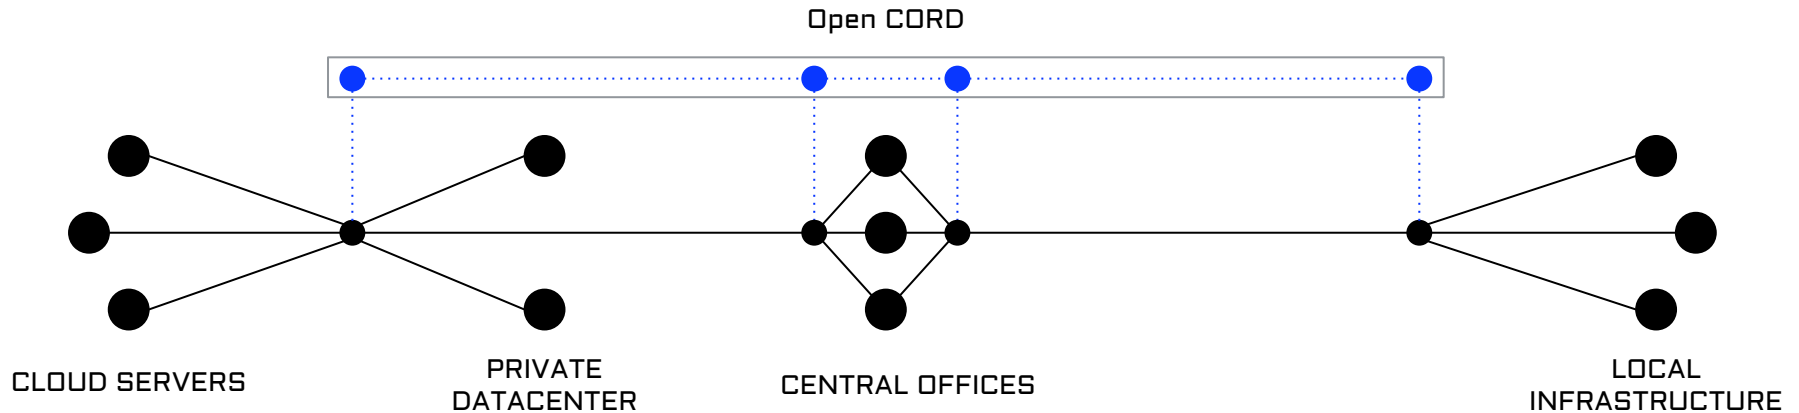 Open CORD
CLOUD SERVERS
PRIVATE
DATACENTER
CENTRAL OFFICES
LOCAL
INFRASTRUCTURE